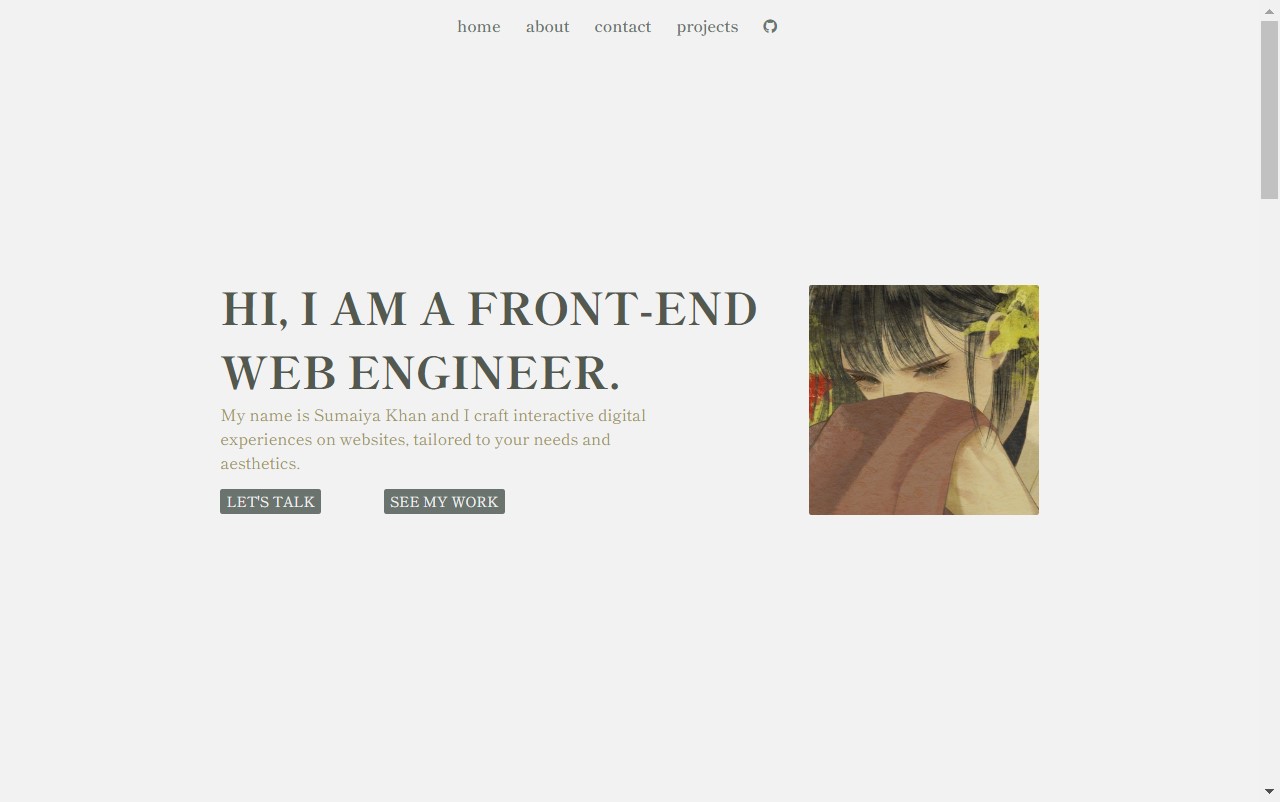 home about contact projects
HI, I AM A FRONT-END
WEB ENGINEER.
My name is Sumaiya Khan and I craft interactive digital
experiences on websites, tailored to your needs and
aesthetics.
LET'S TALK SEE MY WORK